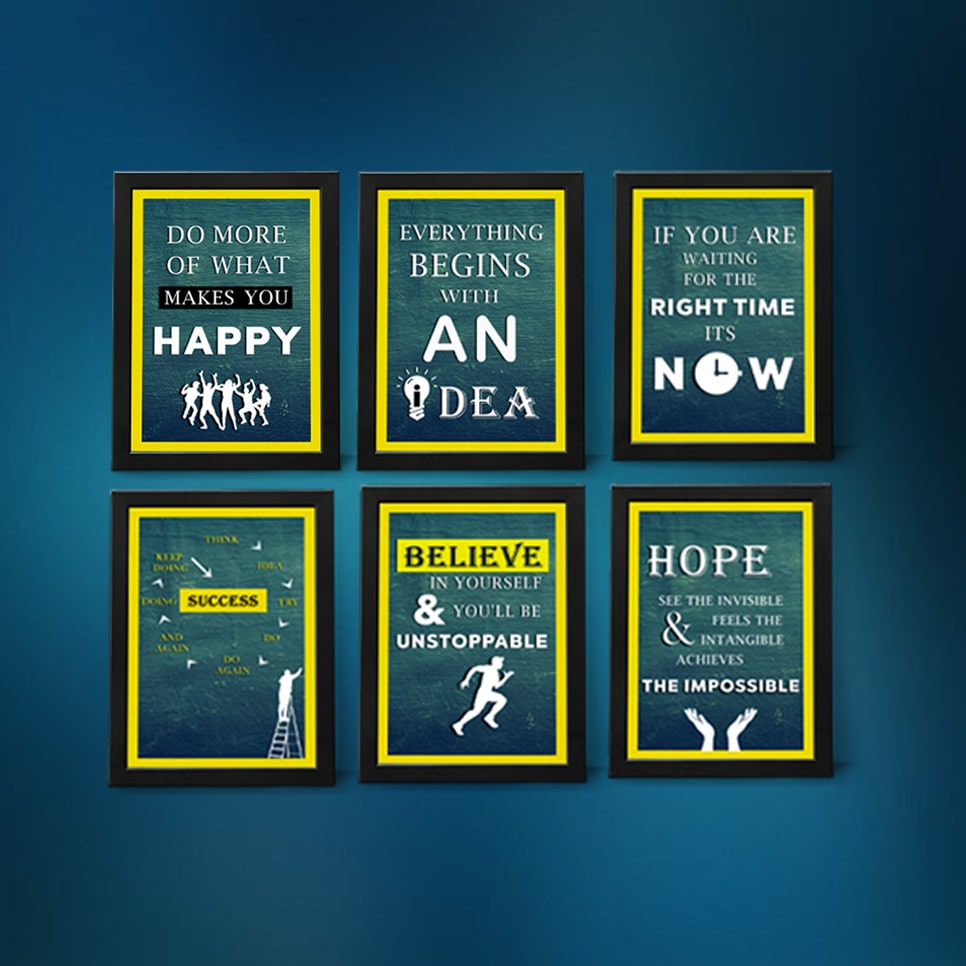 DO MORE
OF WHAT
MAKES YOU
HAPPY
EVERYTHING
BEGINS
WITH
AN
iDEA
IF YOU ARE
WAITING
FOR THE
RIGHT TIME
ITS
NOW
THINK
IDEA
TRY
DO
DO
AGAIN
AND
AGAIN
DOING
KEEP
DOING
SUCCESS
BELIEVE
IN YOURSELF
& YOU'LL BE
UNSTOPPABLE
HOPE
SEE THE INVISIBLE
& FEELS THE
INTANGIBLE
ACHIEVES
THE IMPOSSIBLE